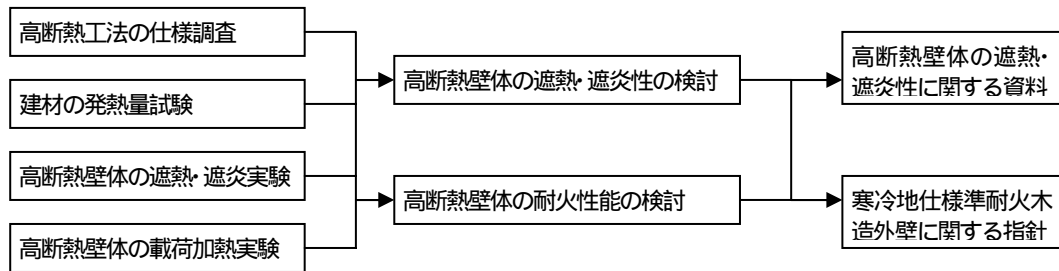 高断熱工法の仕様調査
建材の発熱量試験
高断熱壁体の遮熱・遮炎実験
高断熱壁体の載荷加熱実験
高断熱壁体の遮熱・遮炎性の検討
高断熱壁体の耐火性能の検討
高断熱壁体の遮熱・
遮炎性に関する資料
寒冷地仕様準耐火木
造外壁に関する指針